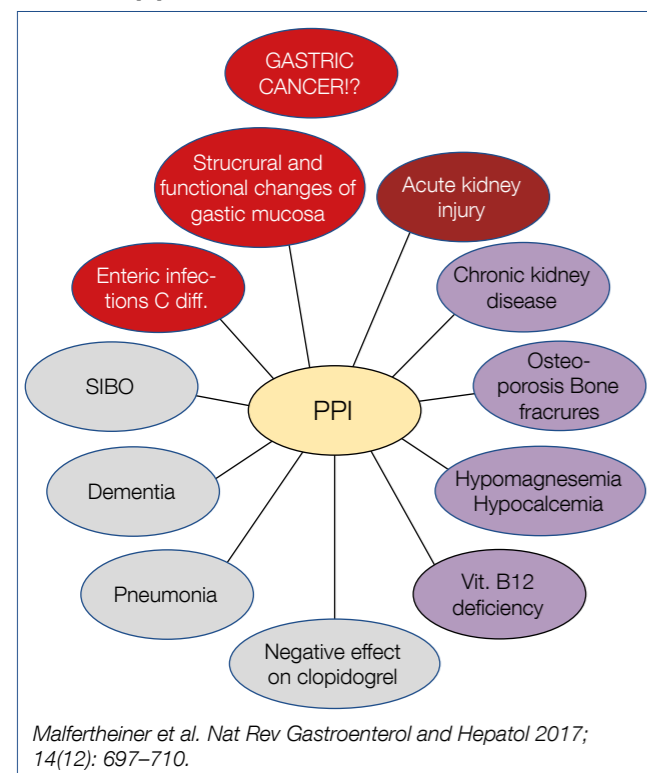 GASTRIC
CANCER!?
Strucrural and
functional changes of
gastic mucosa
Acute kidney
injury
Enteric infec-
tions C diff.
Chronic kidney
disease
SIBO
PPI
Osteo-
porosis Bone
fracrures
Dementia
Hypomagnesemia
Hypocalcemia
Pneumonia
Vit. B12
deficiency
Negative effect
on clopidogrel
Malfertheiner et al. Nat Rev Gastroenterol and Hepatol 2017;
14(12): 697–710.